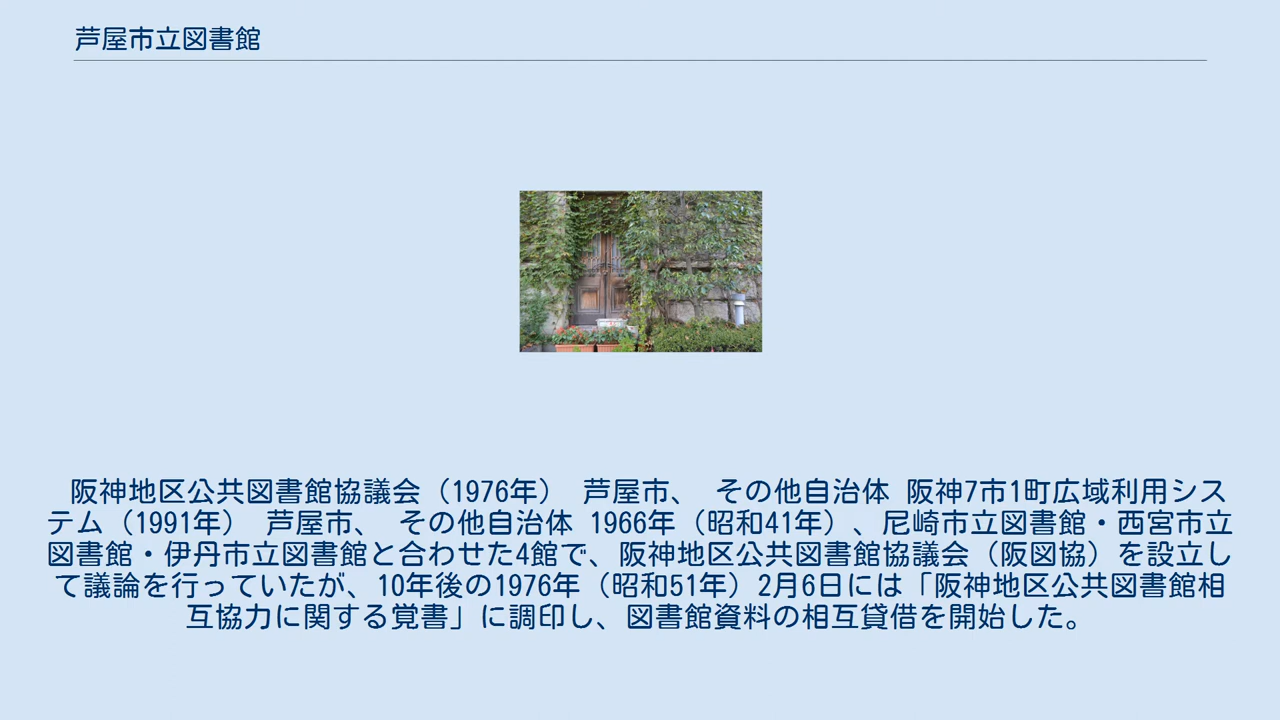 芦屋市立図書館
阪神地区公共図書館協議会（1976年） 芦屋市、 その他自治体 阪神7市1町広域利用シス
テム（1991年） 芦屋市、 その他自治体 1966年（昭和41年）、尼崎市立図書館・西宮市立
図書館・伊丹市立図書館と合わせた4館で、阪神地区公共図書館協議会（阪図協）を設立し
て議論を行っていたが、10年後の1976年（昭和51年）2月6日には「阪神地区公共図書館相
互協力に関する覚書」に調印し、図書館資料の相互貸借を開始した。